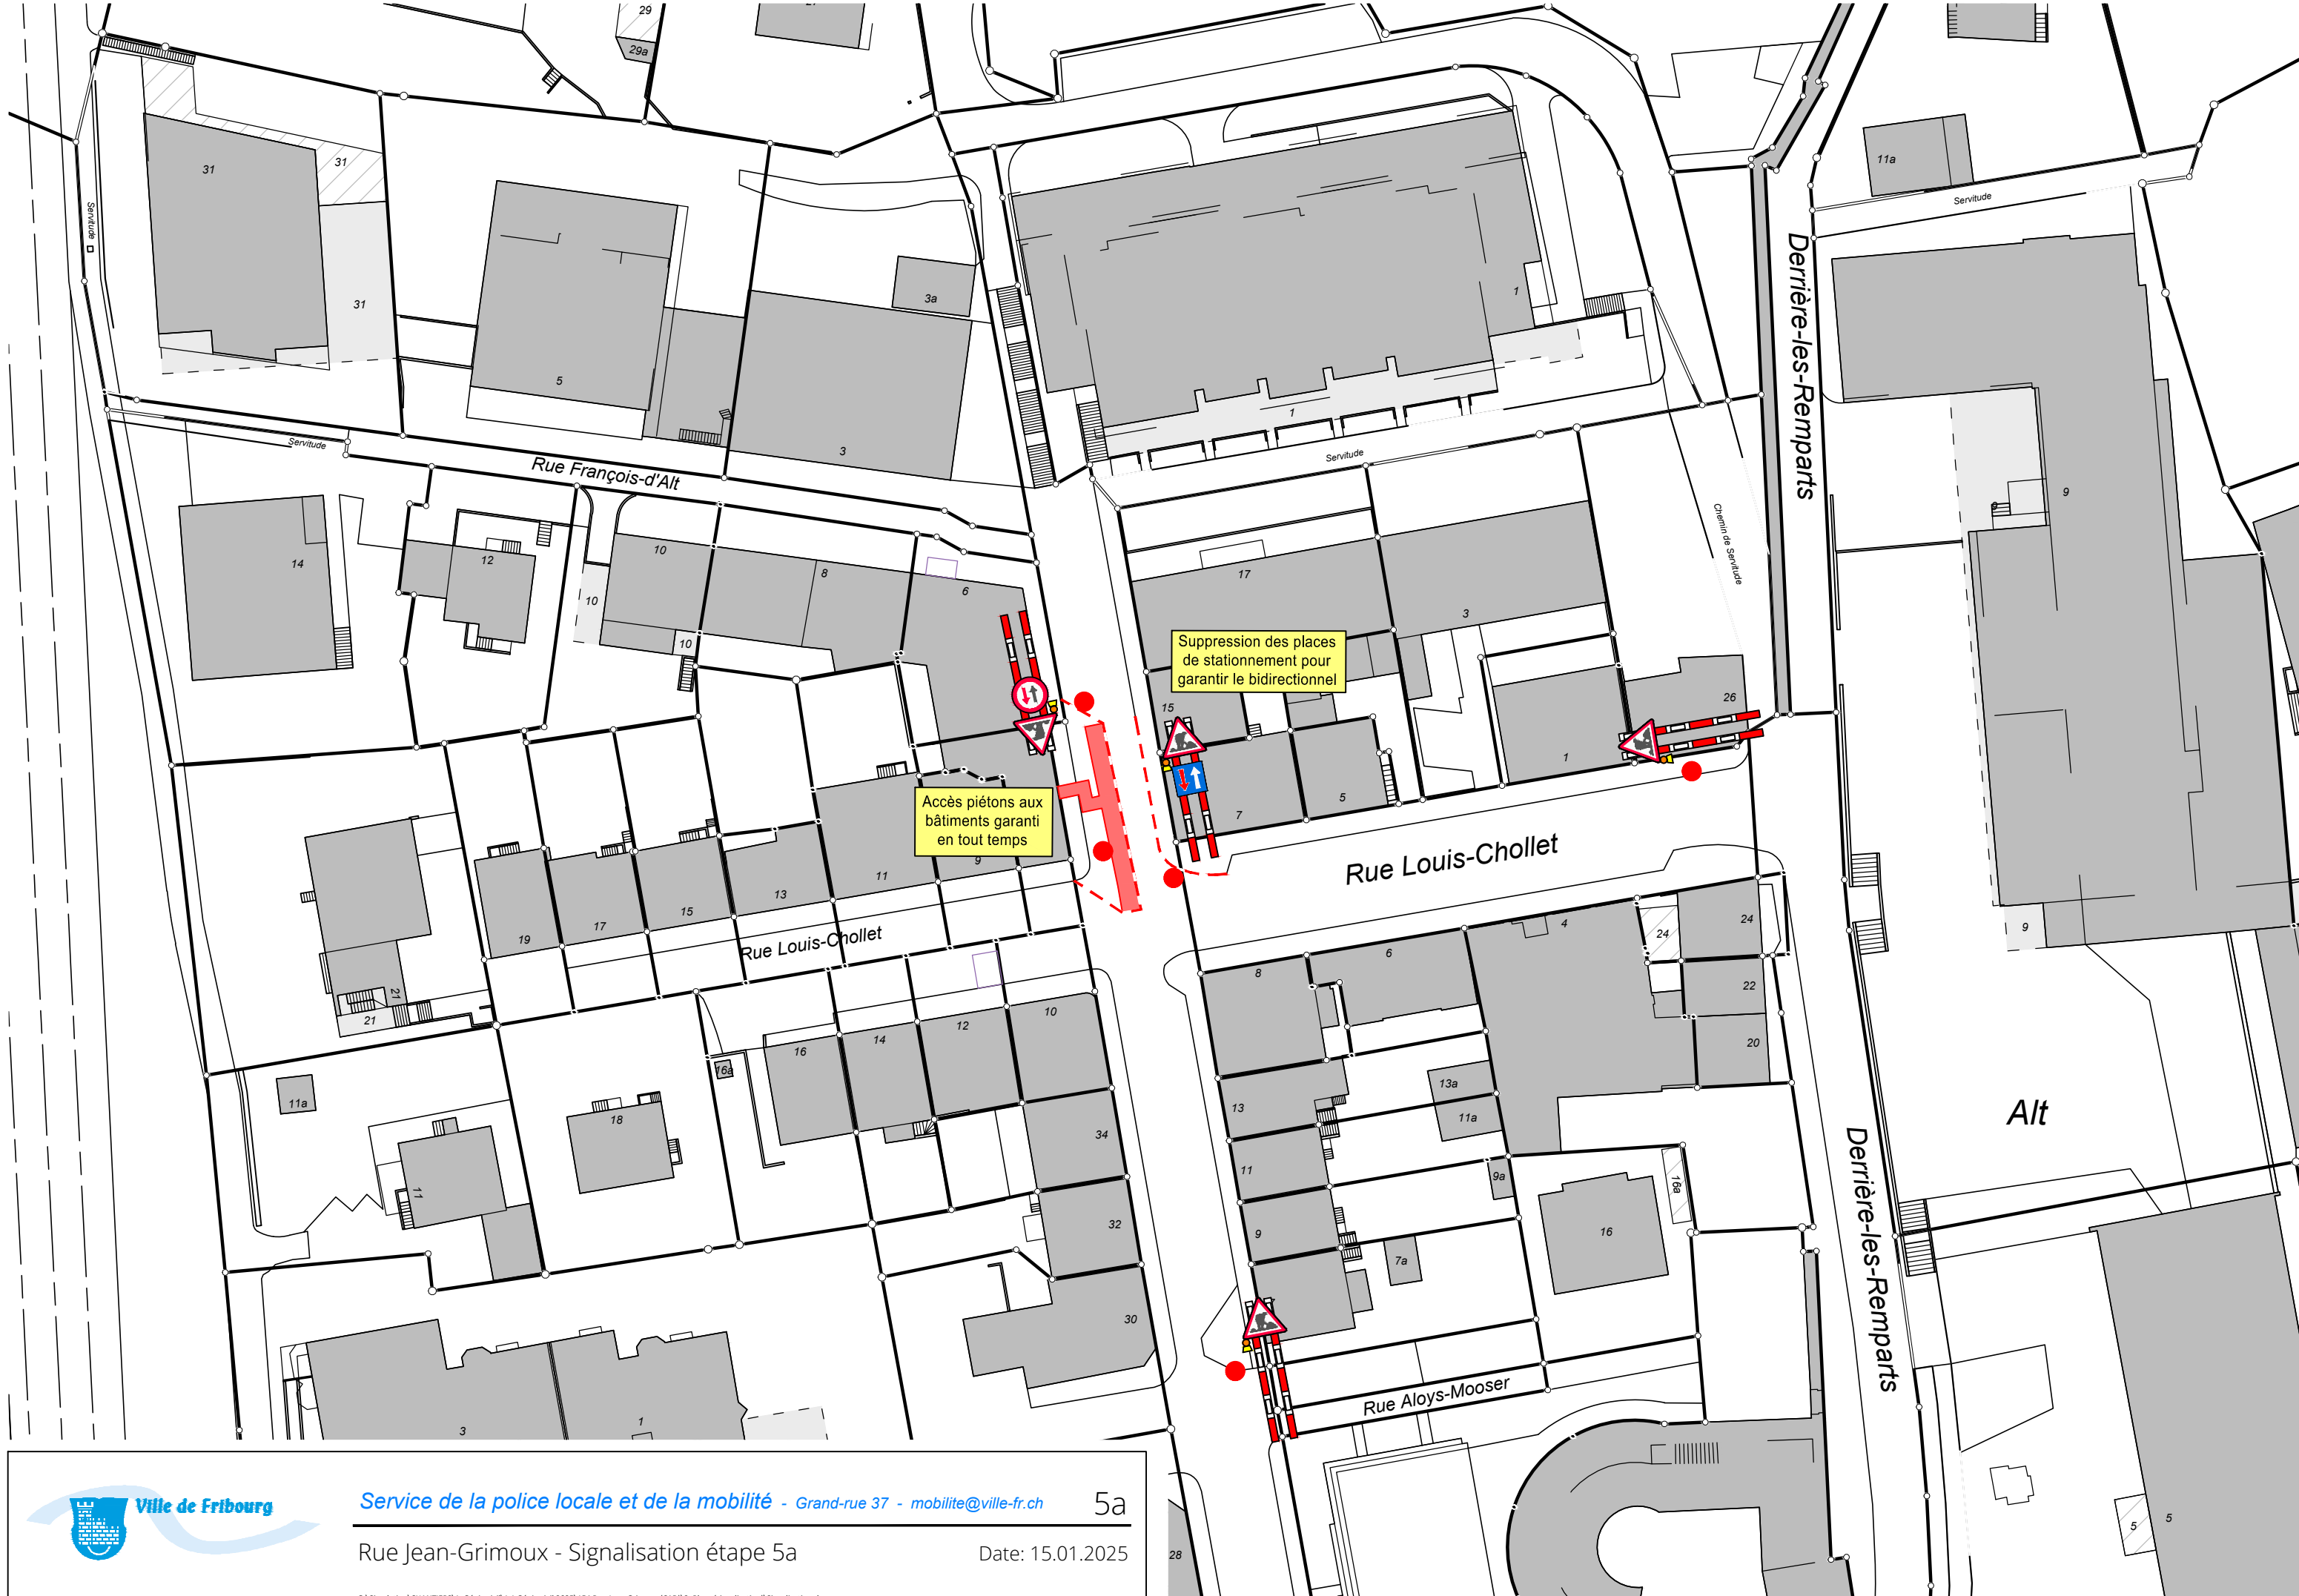 29
29a
31
31
31
Servitude
5
3a
3
1
1
11a
Servitude
Derrière-les-Remparts
9
9
Servitude
Rue François-d'Alt
Servitude
Chemin de Servitude
14
12
10
10
10
8
6
17
3
15
26
Suppression des places
de stationnement pour
garantir le bidirectionnel
1
5
7
Accès piétons aux
bâtiments garanti
en tout temps
9
11
13
15
17
19
Rue Louis-Chollet
Rue Louis-Chollet
21
21
8
6
4
24
24
22
20
9
16
14
12
10
16a
11a
18
11
13
11
9
13a
11a
9a
7a
16
16a
34
32
30
Alt
Derrière-les-Remparts
Rue Aloys-Mooser
3
1
28
5
5
Ville de Fribourg
Service de la police locale et de la mobilité - Grand-rue 37 - mobilite@ville-fr.ch
5a
Rue Jean-Grimoux - Signalisation étape 5a
Date: 15.01.2025